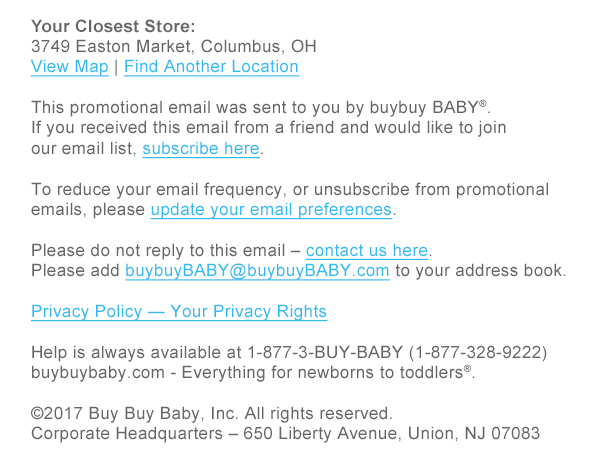 Your Closest Store:
3749 Easton Market, Columbus, OH
View Map | Find Another Location
This promotional email was sent to you by buybuy BABY®.
If you received this email from a friend and would like to join
our email list, subscribe here.
To reduce your email frequency, or unsubscribe from promotional
emails, please update your email preferences.
Please do not reply to this email – contact us here.
Please add buybuyBABY@buybuyBABY.com to your address book.
Privacy Policy — Your Privacy Rights
Help is always available at 1-877-3-BUY-BABY (1-877-328-9222)
buybuybaby.com - Everything for newborns to toddlers®.
©2017 Buy Buy Baby, Inc. All rights reserved.
Corporate Headquarters – 650 Liberty Avenue, Union, NJ 07083